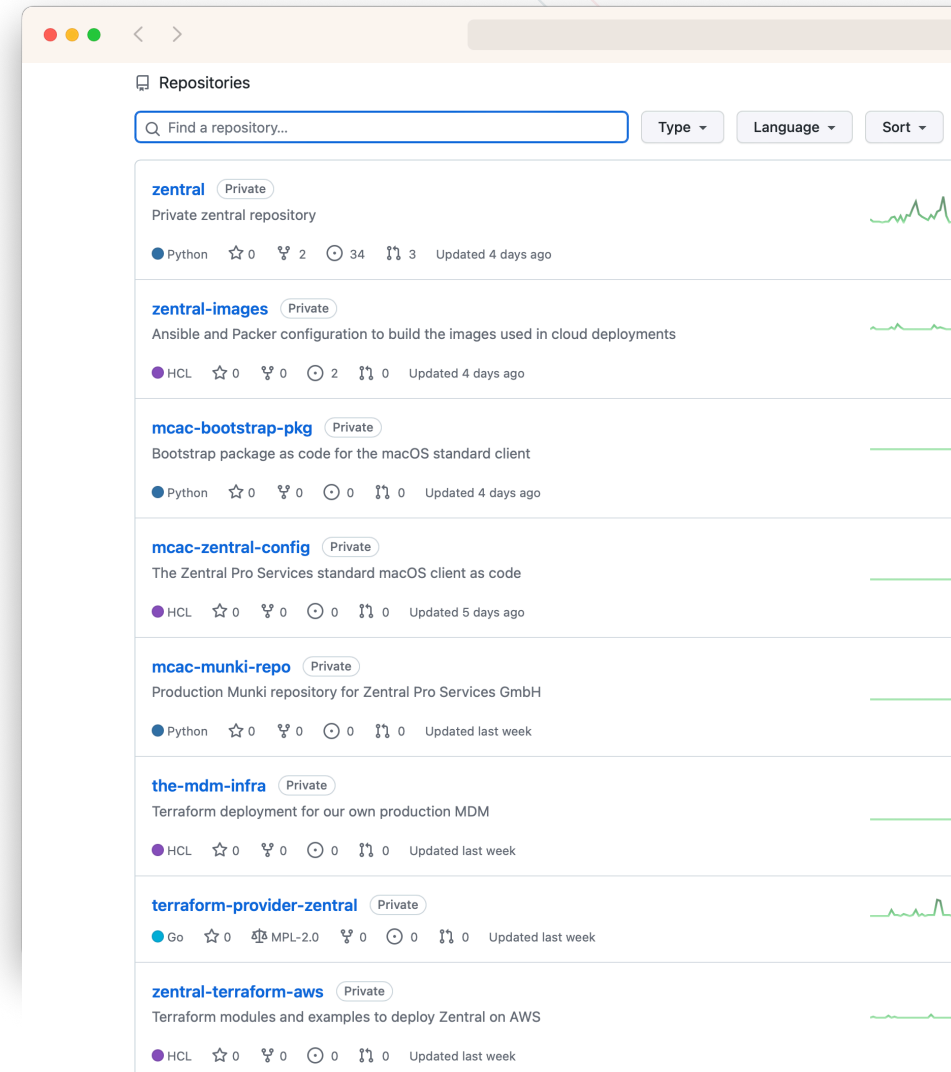 Repositories
Find a repository...
Type
Language
Sort
zentral Private
Private zentral repository
Python 0 2 34 3 Updated 4 days ago
zentral-images Private
Ansible and Packer configuration to build the images used in cloud deployments
HCL 0 0 2 0 Updated 4 days ago
mcac-bootstrap-pkg Private
Bootstrap package as code for the macOS standard client
Python 0 0 0 0 Updated 4 days ago
mcac-zentral-config Private
The Zentral Pro Services standard macOS client as code
HCL 0 0 0 0 Updated 5 days ago
mcac-munki-repo Private
Production Munki repository for Zentral Pro Services GmbH
Python 0 0 0 0 Updated last week
the-mdm-infra Private
Terraform deployment for our own production MDM
HCL 0 0 0 0 Updated last week
terraform-provider-zentral Private
Go 0 MPL-2.0 0 0 0 Updated last week
zentral-terraform-aws Private
Terraform modules and examples to deploy Zentral on AWS
HCL 0 0 0 0 Updated last week